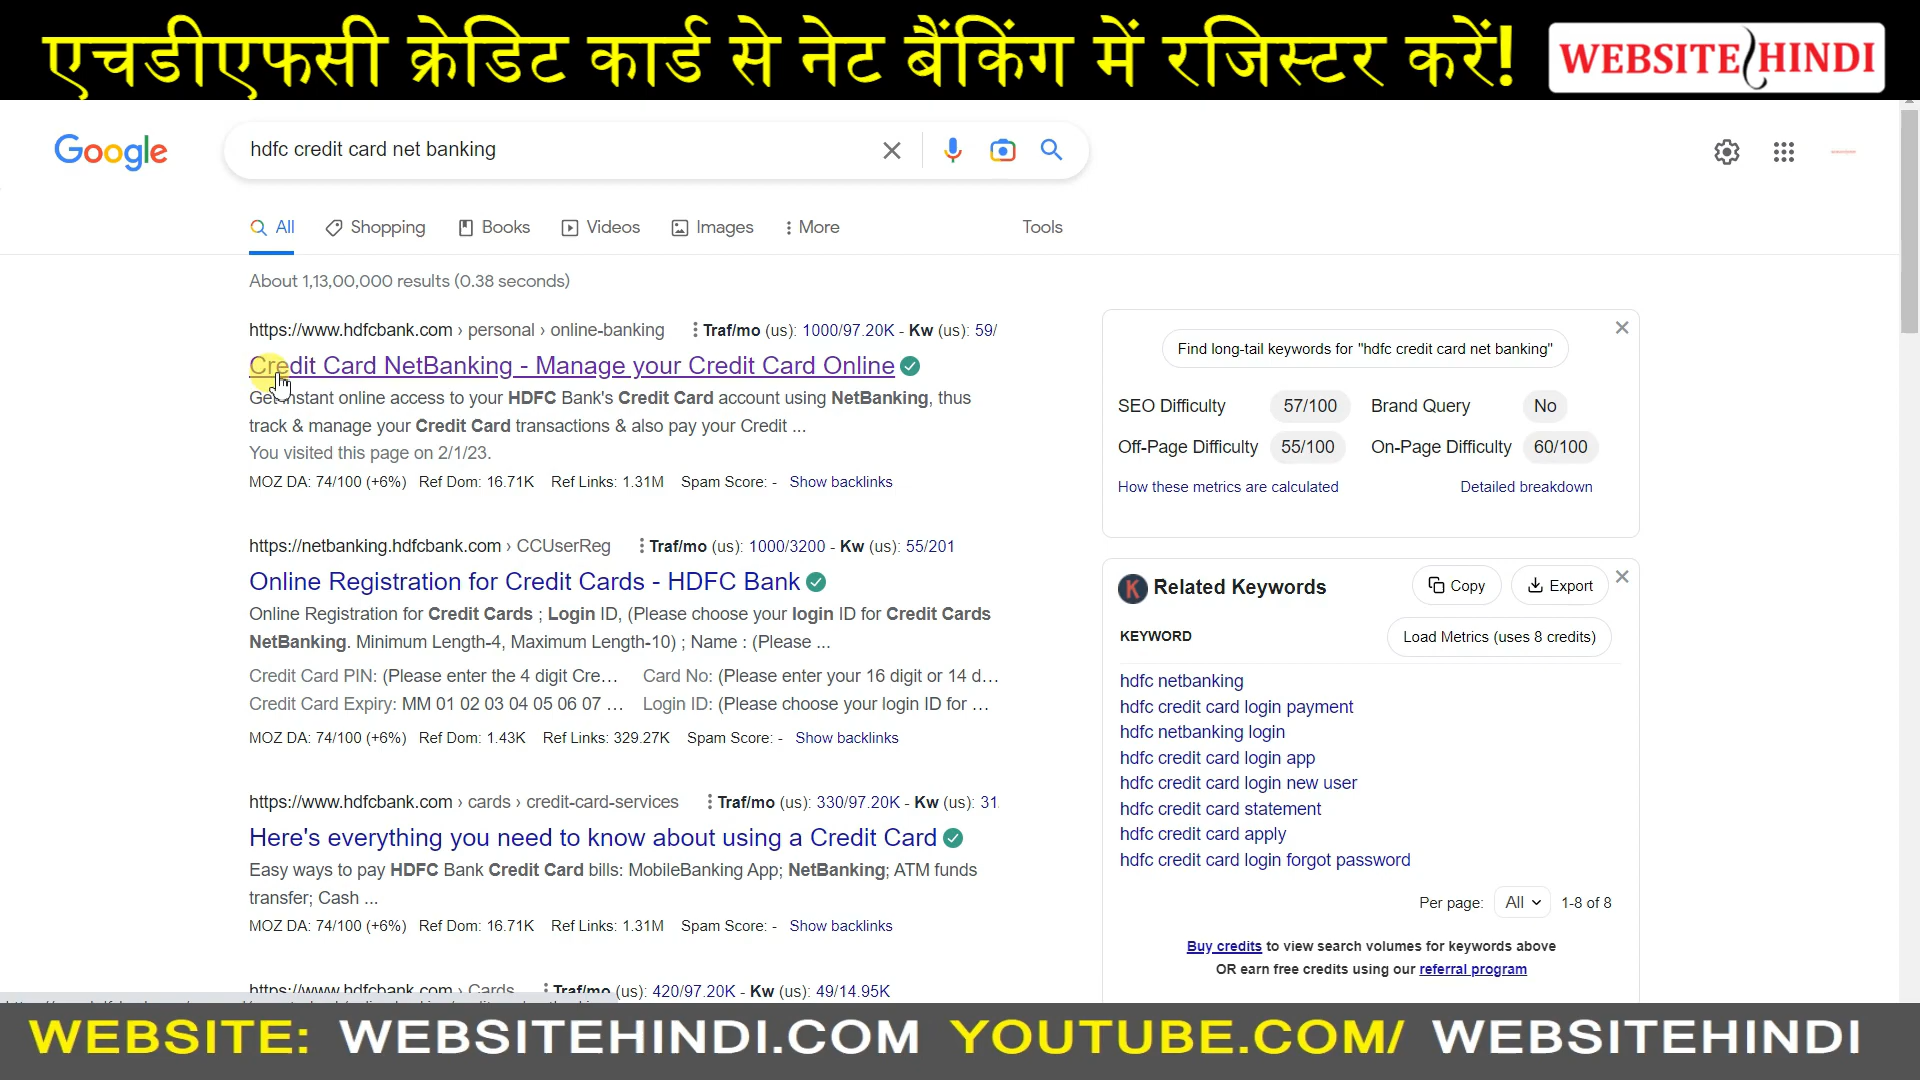 एचडीएफसी क्रेडिट कार्ड से नेट बैंकिंग में रजिस्टर करें!
WEBSITE HINDI
Google
hdfc credit card net banking
All Shopping Books Videos Images More Tools
About 1,13,00,000 results (0.38 seconds)
https://www.hdfcbank.com › personal › online-banking Traf/mo (us): 1000/97.20K - Kw (us): 59/
Credit Card NetBanking - Manage your Credit Card Online
Get instant online access to your HDFC Bank's Credit Card account using NetBanking, thus
track & manage your Credit Card transactions & also pay your Credit ...
You visited this page on 2/1/23.
MOZ DA: 74/100 (+6%) Ref Dom: 16.71K Ref Links: 1.31M Spam Score: - Show backlinks
https://netbanking.hdfcbank.com › CCUserReg Traf/mo (us): 1000/3200 - Kw (us): 55/201
Online Registration for Credit Cards - HDFC Bank
Online Registration for Credit Cards ; Login ID, (Please choose your login ID for Credit Cards
NetBanking. Minimum Length-4, Maximum Length-10) ; Name : (Please ...
Credit Card PIN: (Please enter the 4 digit Cre... Card No: (Please enter your 16 digit or 14 d...
Credit Card Expiry: MM 01 02 03 04 05 06 07 ... Login ID: (Please choose your login ID for ...
MOZ DA: 74/100 (+6%) Ref Dom: 1.43K Ref Links: 329.27K Spam Score: - Show backlinks
https://www.hdfcbank.com › cards › credit-card-services Traf/mo (us): 330/97.20K - Kw (us): 31
Here's everything you need to know about using a Credit Card
Easy ways to pay HDFC Bank Credit Card bills: MobileBanking App; NetBanking; ATM funds
transfer; Cash ...
MOZ DA: 74/100 (+6%) Ref Dom: 16.71K Ref Links: 1.31M Spam Score: - Show backlinks
https://www.hdfcbank.com › Cards Traf/mo (us): 420/97.20K - Kw (us): 49/14.95K
Find long-tail keywords for "hdfc credit card net banking"
SEO Difficulty 57/100 Brand Query No
Off-Page Difficulty 55/100 On-Page Difficulty 60/100
How these metrics are calculated Detailed breakdown
K Related Keywords Copy Export
KEYWORD Load Metrics (uses 8 credits)
hdfc netbanking
hdfc credit card login payment
hdfc netbanking login
hdfc credit card login app
hdfc credit card login new user
hdfc credit card statement
hdfc credit card apply
hdfc credit card login forgot password
Per page: All 1-8 of 8
Buy credits to view search volumes for keywords above
OR earn free credits using our referral program
WEBSITE: WEBSITEHINDI.COM YOUTUBE.COM/ WEBSITEHINDI